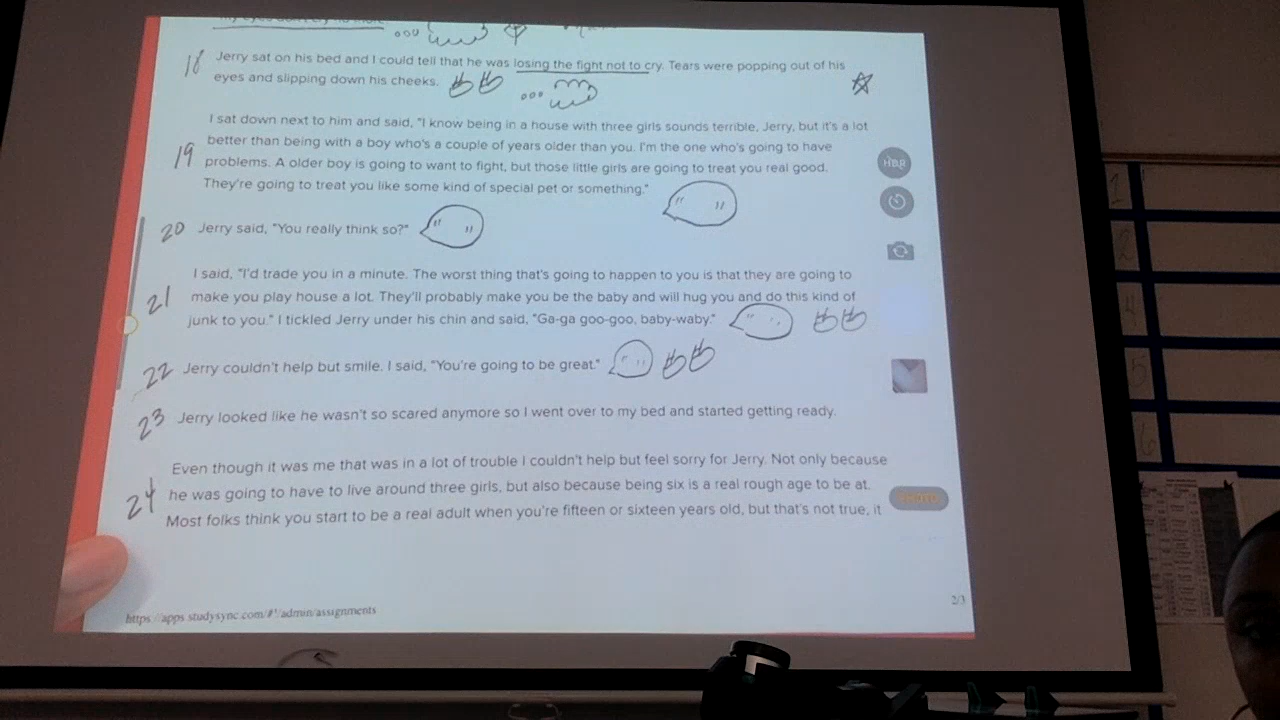 18 Jerry sat on his bed and I could tell that he was losing the fight not to cry. Tears were popping out of his
eyes and slipping down his cheeks.
I sat down next to him and said, "I know being in a house with three girls sounds terrible, Jerry, but it's a lot
better than being with a boy who's a couple of years older than you. I'm the one who's going to have
19 problems. A older boy is going to want to fight, but those little girls are going to treat you real good.
They're going to treat you like some kind of special pet or something."
20 Jerry said, "You really think so?"
I said, "I'd trade you in a minute. The worst thing that's going to happen to you is that they are going to
21 make you play house a lot. They'll probably make you be the baby and will hug you and do this kind of
junk to you." I tickled Jerry under his chin and said, "Ga-ga goo-goo, baby-waby."
22 Jerry couldn't help but smile. I said, "You're going to be great."
23 Jerry looked like he wasn't so scared anymore so I went over to my bed and started getting ready.
Even though it was me that was in a lot of trouble I couldn't help but feel sorry for Jerry. Not only because
24 he was going to have to live around three girls, but also because being six is a real rough age to be at.
Most folks think you start to be a real adult when you're fifteen or sixteen years old, but that's not true, it
https://apps.studysync.com/#!/admin/assignments
2/3
HBR
1
2
4
5
6